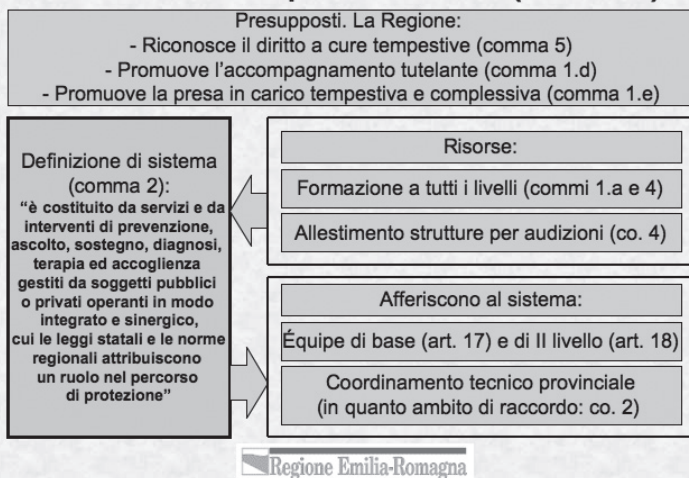 Presupposti. La Regione:
- Riconosce il diritto a cure tempestive (comma 5)
- Promuove l'accompagnamento tutelante (comma 1.d)
- Promuove la presa in carico tempestiva e complessiva (comma 1.e)
Definizione di sistema
(comma 2):
"è costituito da servizi e da
interventi di prevenzione,
ascolto, sostegno, diagnosi,
terapia ed accoglienza
gestiti da soggetti pubblici
o privati operanti in modo
integrato e sinergico,
cui le leggi statali e le norme
regionali attribuiscono
un ruolo nel percorso
di protezione"
Risorse:
Formazione a tutti i livelli (commi 1.a e 4)
Allestimento strutture per audizioni (co. 4)
Afferiscono al sistema:
Équipe di base (art. 17) e di II livello (art. 18)
Coordinamento tecnico provinciale
(in quanto ambito di raccordo: co. 2)
Regione Emilia-Romagna